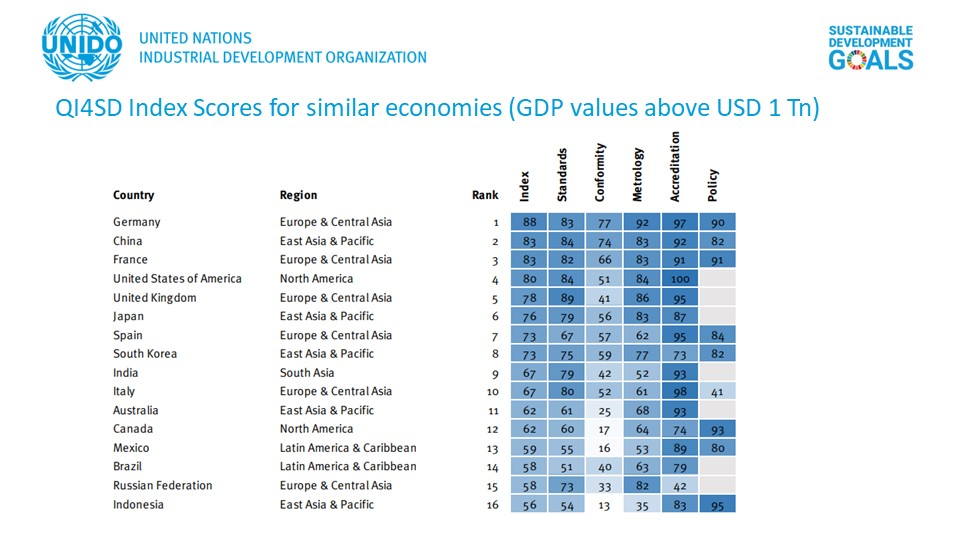 UNIDO
UNITED NATIONS
INDUSTRIAL DEVELOPMENT ORGANIZATION
SUSTAINABLE
DEVELOPMENT
GOALS
QI4SD Index Scores for similar economies (GDP values above USD 1 Tn)
Country Region Rank Index Standards Conformity Metrology Accreditation Policy
Germany Europe & Central Asia 1 88 83 77 92 97 90
China East Asia & Pacific 2 83 84 74 83 92 82
France Europe & Central Asia 3 83 82 66 83 91 91
United States of America North America 4 80 84 51 84 100
United Kingdom Europe & Central Asia 5 78 89 41 86 95
Japan East Asia & Pacific 6 76 79 56 83 87
Spain Europe & Central Asia 7 73 67 57 62 95 84
South Korea East Asia & Pacific 8 73 75 59 77 73 82
India South Asia 9 67 79 42 52 93
Italy Europe & Central Asia 10 67 80 52 61 98 41
Australia East Asia & Pacific 11 62 61 25 68 93
Canada North America 12 62 60 17 64 74 93
Mexico Latin America & Caribbean 13 59 55 16 53 89 80
Brazil Latin America & Caribbean 14 58 51 40 63 79
Russian Federation Europe & Central Asia 15 58 73 33 82 42
Indonesia East Asia & Pacific 16 56 54 13 35 83 95